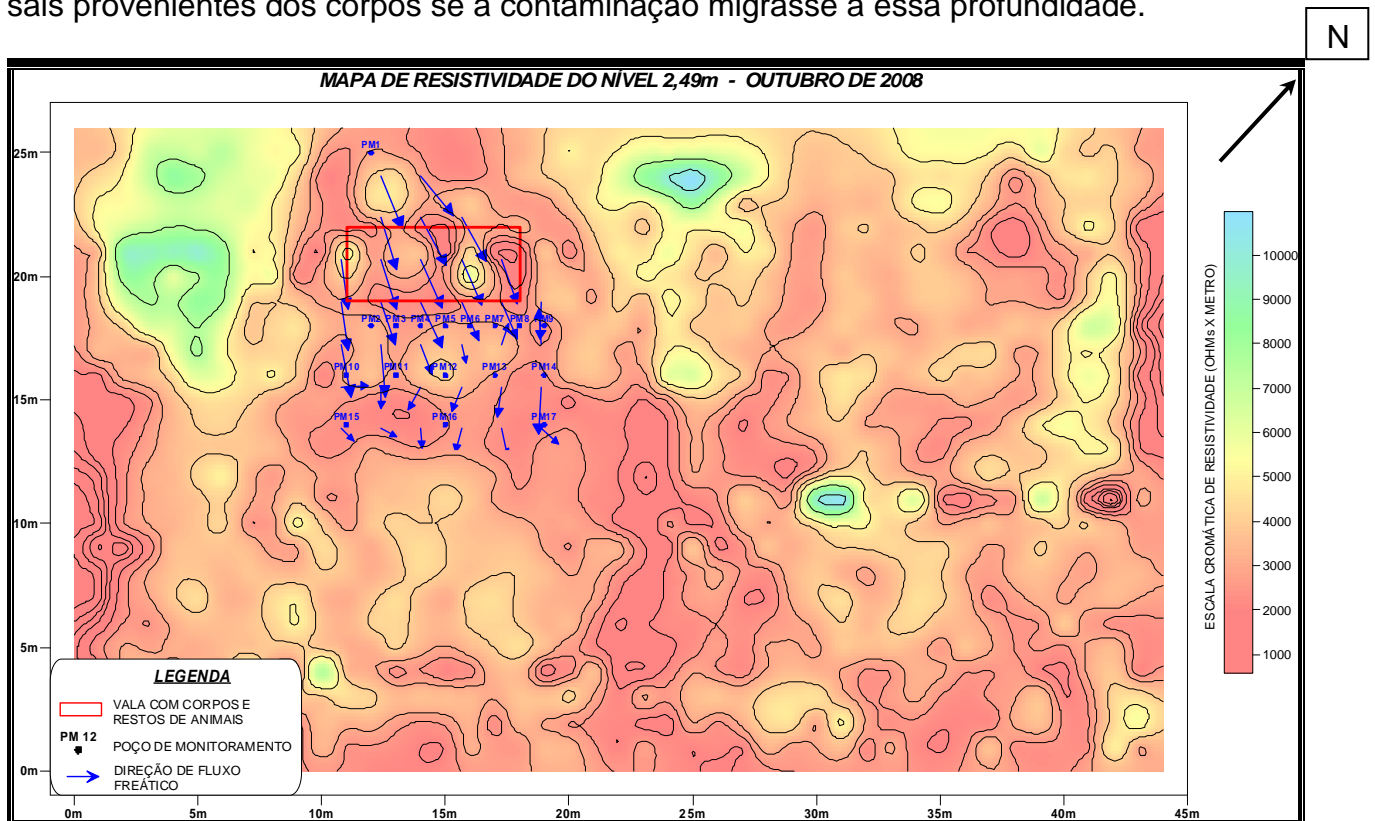 sais provenientes dos corpos se a contaminação migrasse a essa profundidade.
N
MAPA DE RESISTIVIDADE DO NÍVEL 2,49m - OUTUBRO DE 2008
25m
20m
15m
10m
5m
0m
PM1
PM2 PM3 PM4 PM5 PM6 PM7 PM8 PM9
PM10 PM11 PM12 PM13 PM14
PM15 PM16 PM17
LEGENDA
VALA COM CORPOS E
RESTOS DE ANIMAIS
PM 12
POÇO DE MONITORAMENTO
DIREÇÃO DE FLUXO
FREÁTICO
0m 5m 10m 15m 20m 25m 30m 35m 40m 45m
ESCALA CROMÁTICA DE RESISTIVIDADE (OHMs X METRO)
10000
9000
8000
7000
6000
5000
4000
3000
2000
1000